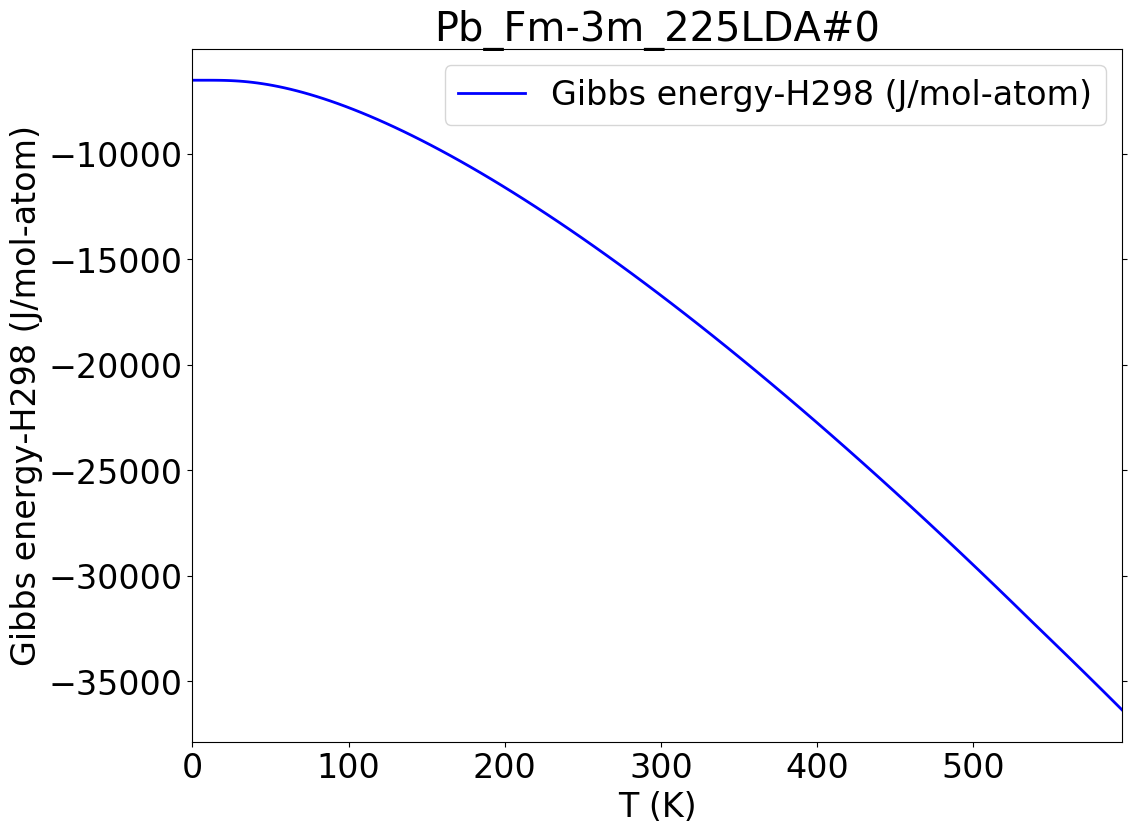 Pb_Fm-3m_225LDA#0
Gibbs energy-H298 (J/mol-atom)
Gibbs energy-H298 (J/mol-atom)
−10000
−15000
−20000
−25000
−30000
−35000
0 100 200 300 400 500
T (K)